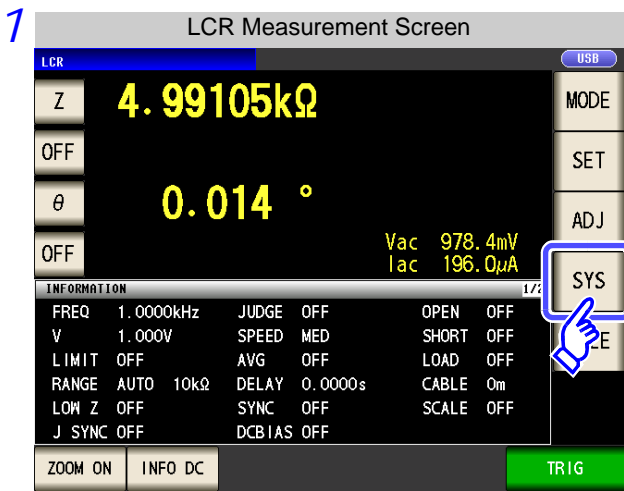 1
LCR Measurement Screen
LCR
USB
Z
4.99105kΩ
MODE
OFF
SET
θ
0.014 °
ADJ
OFF
Vac 978.4mV
Iac 196.0μA
SYS
INFORMATION
FREQ 1.0000kHz JUDGE OFF OPEN OFF
V 1.000V SPEED MED SHORT OFF
LIMIT OFF AVG OFF LOAD OFF
RANGE AUTO 10kΩ DELAY 0.0000s CABLE 0m
LOW Z OFF SYNC OFF SCALE OFF
J SYNC OFF DCBIAS OFF
ZOOM ON INFO DC TRIG